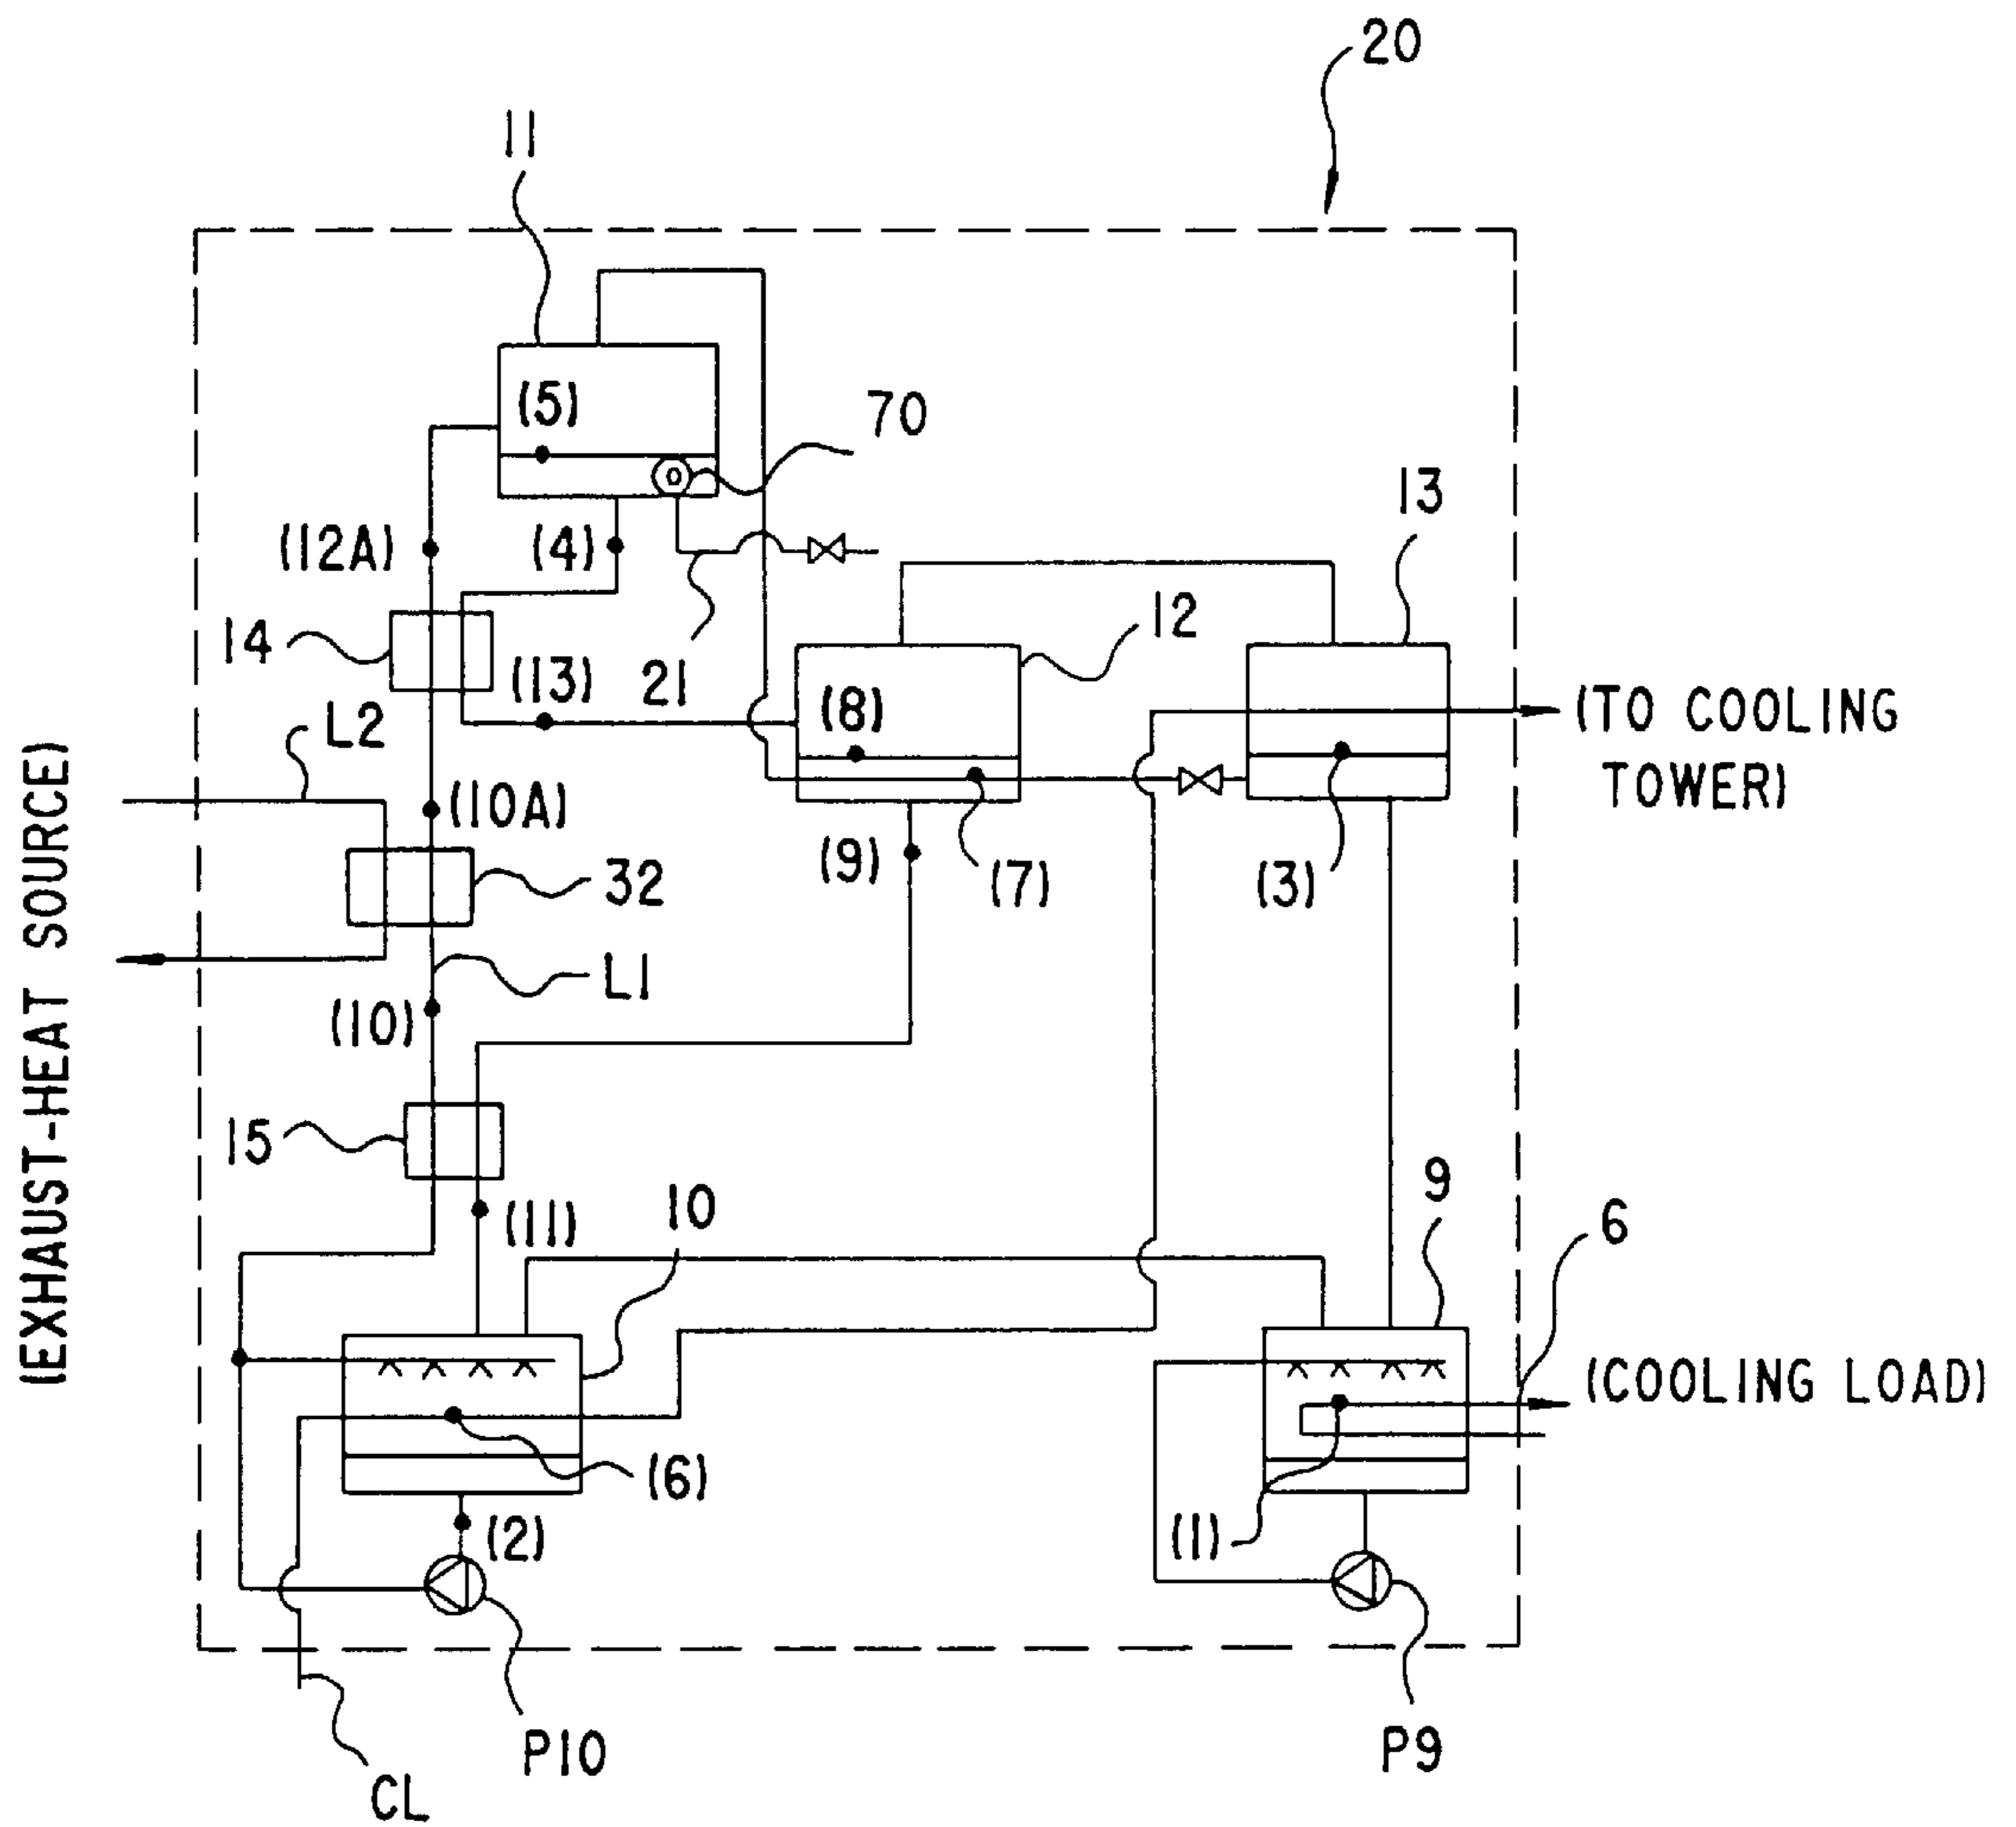 20
11
(5)
70
13
(12A)
(4)
12
14
(13)
21
(8)
L2
(TO COOLING
TOWER)
(10A)
(9)
(7)
(3)
32
(EXHAUST-HEAT SOURCE)
L1
(10)
15
10
9
(11)
6
(COOLING LOAD)
(6)
(2)
(1)
P10
P9
CL